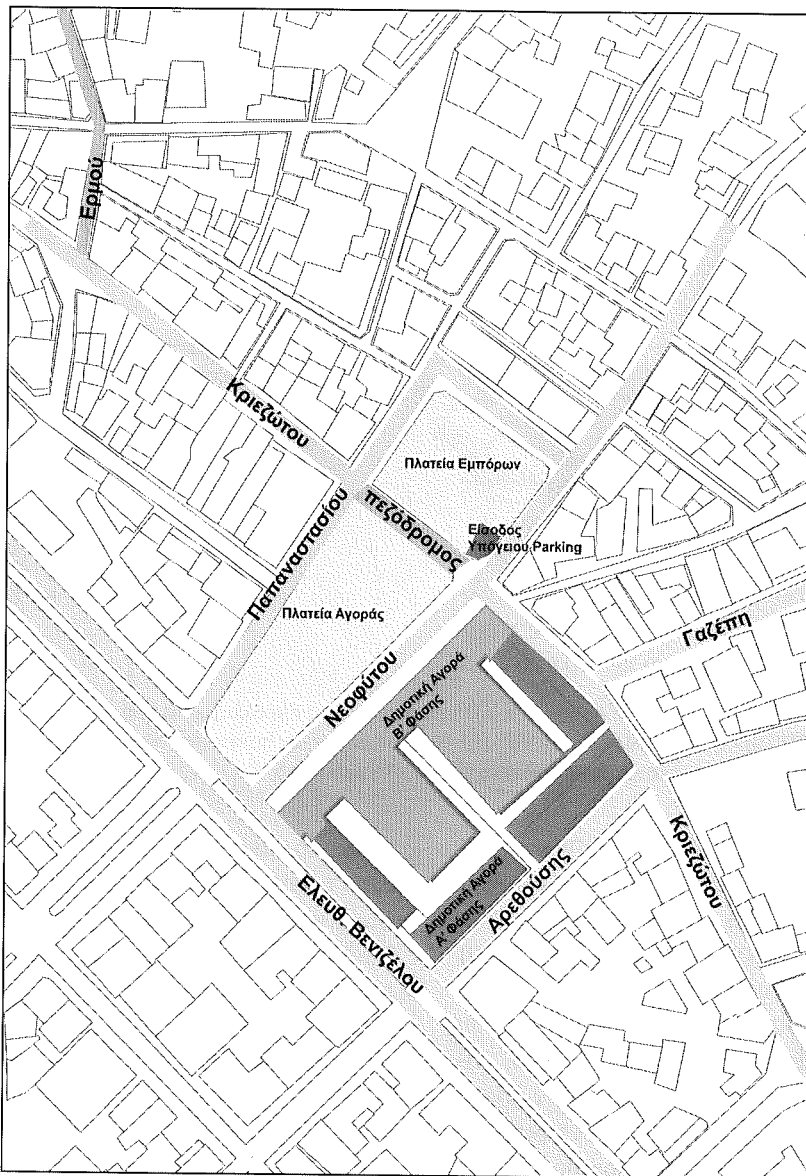 Ερμού
Κριεζώτου
Πλατεία Εμπόρων
Παπαναστασίου
πεζόδρομος
Είσοδος
Υπόγειου Parking
Πλατεία Αγοράς
Νεοφύτου
Γαζέπη
Δημοτική Αγορά
Β' Φάσης
Κριεζώτου
Δημοτική Αγορά
Α' Φάσης
Αρεθούσης
Ελευθ. Βενιζέλου